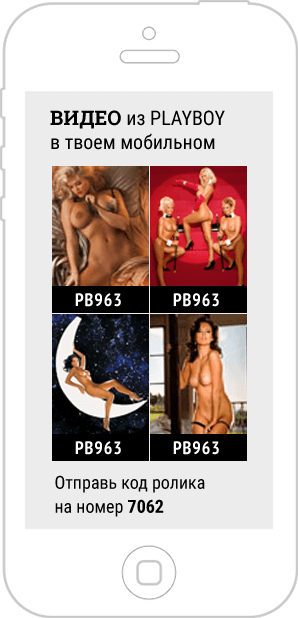 ВИДЕО из PLAYBOY
в твоем мобильном
PB963
PB963
PB963
PB963
Отправь код ролика
на номер 7062